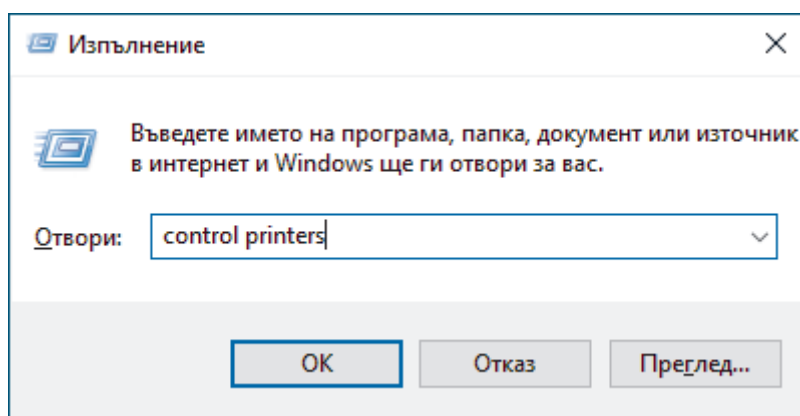 Изпълнение
Въведете името на програма, папка, документ или източник
в интернет и Windows ще ги отвори за вас.
Отвори: control printers
OK Отказ Преглед...